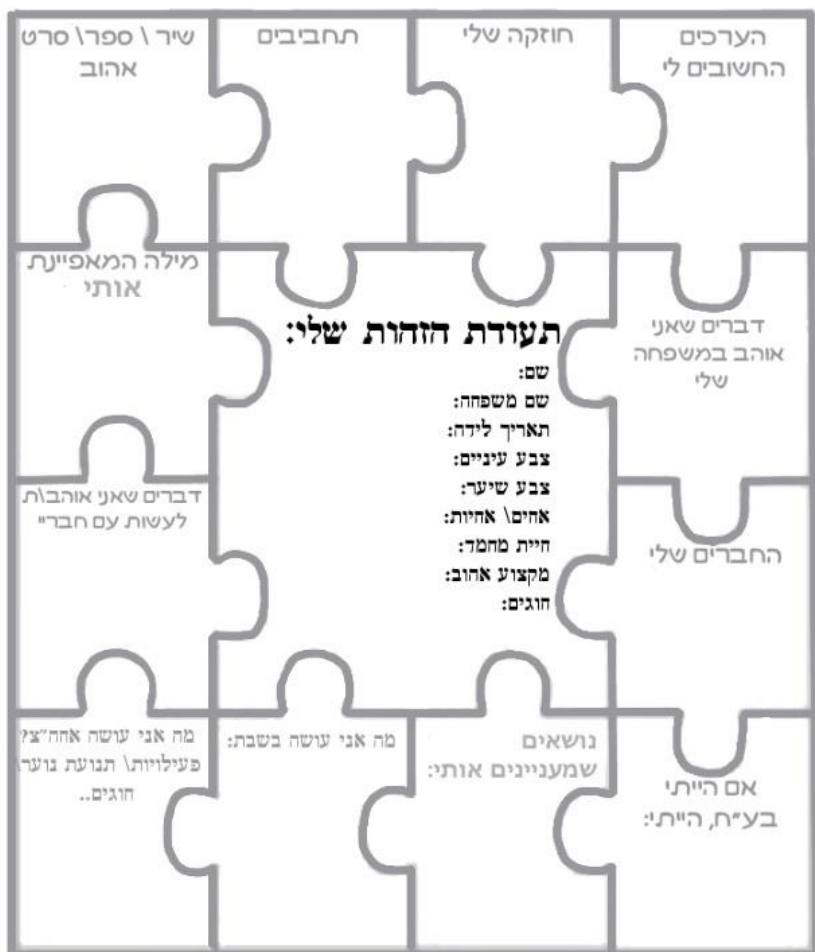 הערכים
החשובים לי
חוזקה שלי
תחביבים
שיר \ ספר\ סרט
אהוב
דברים שאני
אוהב במשפחה
שלי
תעודת הזהות שלי:
שם:
שם משפחה:
תאריך לידה:
צבע עיניים:
צבע שיער:
אחים\ אחיות:
חיית מחמד:
מקצוע אהוב:
חוגים:
מילה המאפיינת
אותי
החברים שלי
דברים שאני אוהב\ת
לעשות עם חבריי
אם הייתי
בע"ח, הייתי:
נושאים
שמעניינים אותי:
מה אני עושה בשבת:
מה אני עושה אחה"צ?
פעילויות\ תנועת נוער\
חוגים..